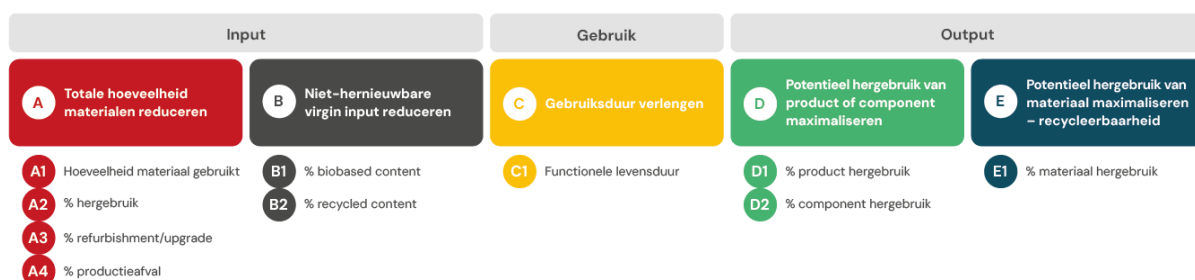 Input
Gebruik
Output
A
Totale hoeveelheid
materialen reduceren
B
Niet-hernieuwbare
virgin input reduceren
C
Gebruiksduur verlengen
D
Potentieel hergebruik van
product of component
maximaliseren
E
Potentieel hergebruik van
materiaal maximaliseren
– recycleerbaarheid
A1 Hoeveelheid materiaal gebruikt
A2 % hergebruik
A3 % refurbishment/upgrade
A4 % productieafval
B1 % biobased content
B2 % recycled content
C1 Functionele levensduur
D1 % product hergebruik
D2 % component hergebruik
E1 % materiaal hergebruik